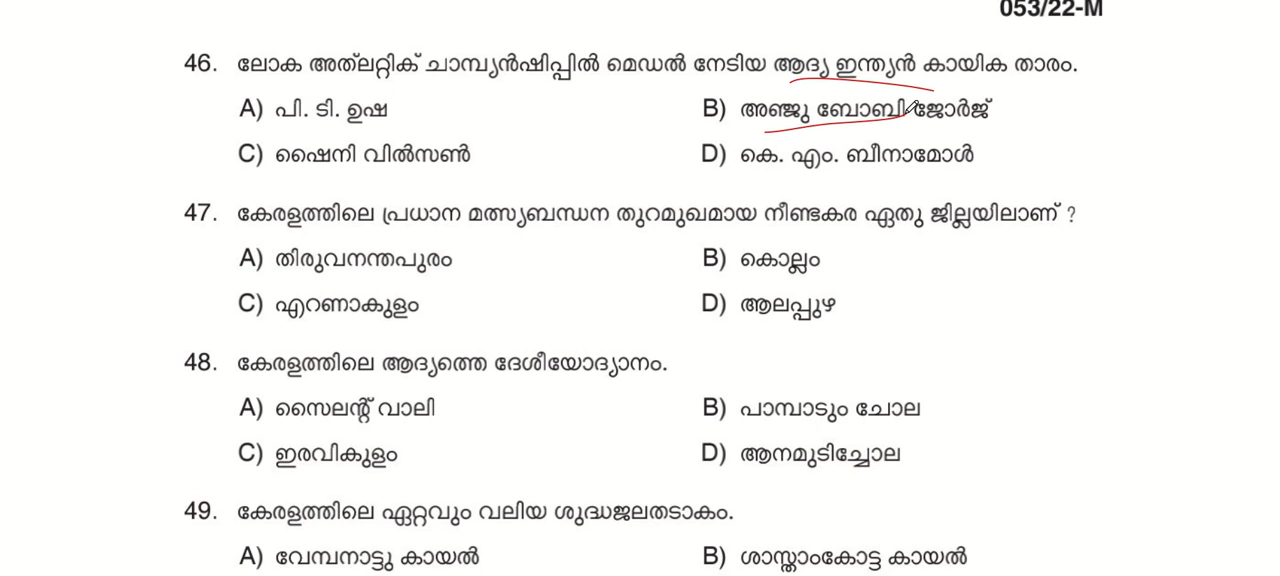 053/22-M
46. ലോക അത്‌ലറ്റിക് ചാമ്പ്യൻഷിപ്പിൽ മെഡൽ നേടിയ ആദ്യ ഇന്ത്യൻ കായിക താരം.
A) പി. ടി. ഉഷ B) അഞ്ജു ബോബി ജോർജ്
C) ഷൈനി വിൽസൺ D) കെ. എം. ബീനാമോൾ
47. കേരളത്തിലെ പ്രധാന മത്സ്യബന്ധന തുറമുഖമായ നീണ്ടകര ഏതു ജില്ലയിലാണ് ?
A) തിരുവനന്തപുരം B) കൊല്ലം
C) എറണാകുളം D) ആലപ്പുഴ
48. കേരളത്തിലെ ആദ്യത്തെ ദേശീയോദ്യാനം.
A) സൈലന്റ് വാലി B) പാമ്പാടും ചോല
C) ഇരവികുളം D) ആനമുടിച്ചോല
49. കേരളത്തിലെ ഏറ്റവും വലിയ ശുദ്ധജലതടാകം.
A) വേമ്പനാട്ടു കായൽ B) ശാസ്താംകോട്ട കായൽ